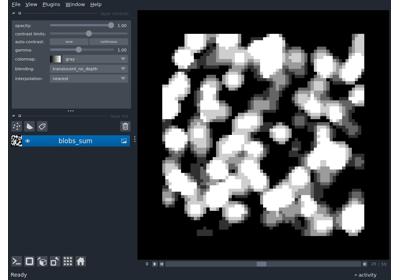 File View Plugins Window Help
opacity: 1.00
contrast limits:
auto-contrast: once continuous
gamma: 1.00
colormap: gray
blending: translucent_no_depth
interpolation: nearest
blobs_sum
Ready
activity